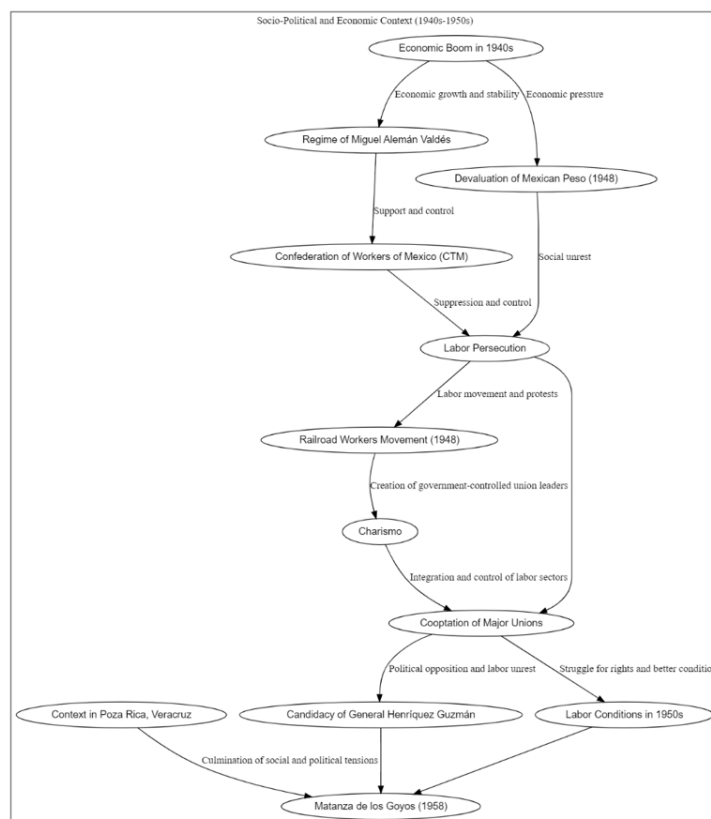 Socio-Political and Economic Context (1940s-1950s)
Economic Boom in 1940s
Economic growth and stability
Economic pressure
Regime of Miguel Alemán Valdés
Devaluation of Mexican Peso (1948)
Support and control
Confederation of Workers of Mexico (CTM)
Social unrest
Suppression and control
Labor Persecution
Labor movement and protests
Railroad Workers Movement (1948)
Creation of government-controlled union leaders
Charismo
Integration and control of labor sectors
Cooptation of Major Unions
Political opposition and labor unrest
Struggle for rights and better conditio
Context in Poza Rica, Veracruz
Candidacy of General Henríquez Guzmán
Labor Conditions in 1950s
Culmination of social and political tensions
Matanza de los Goyos (1958)